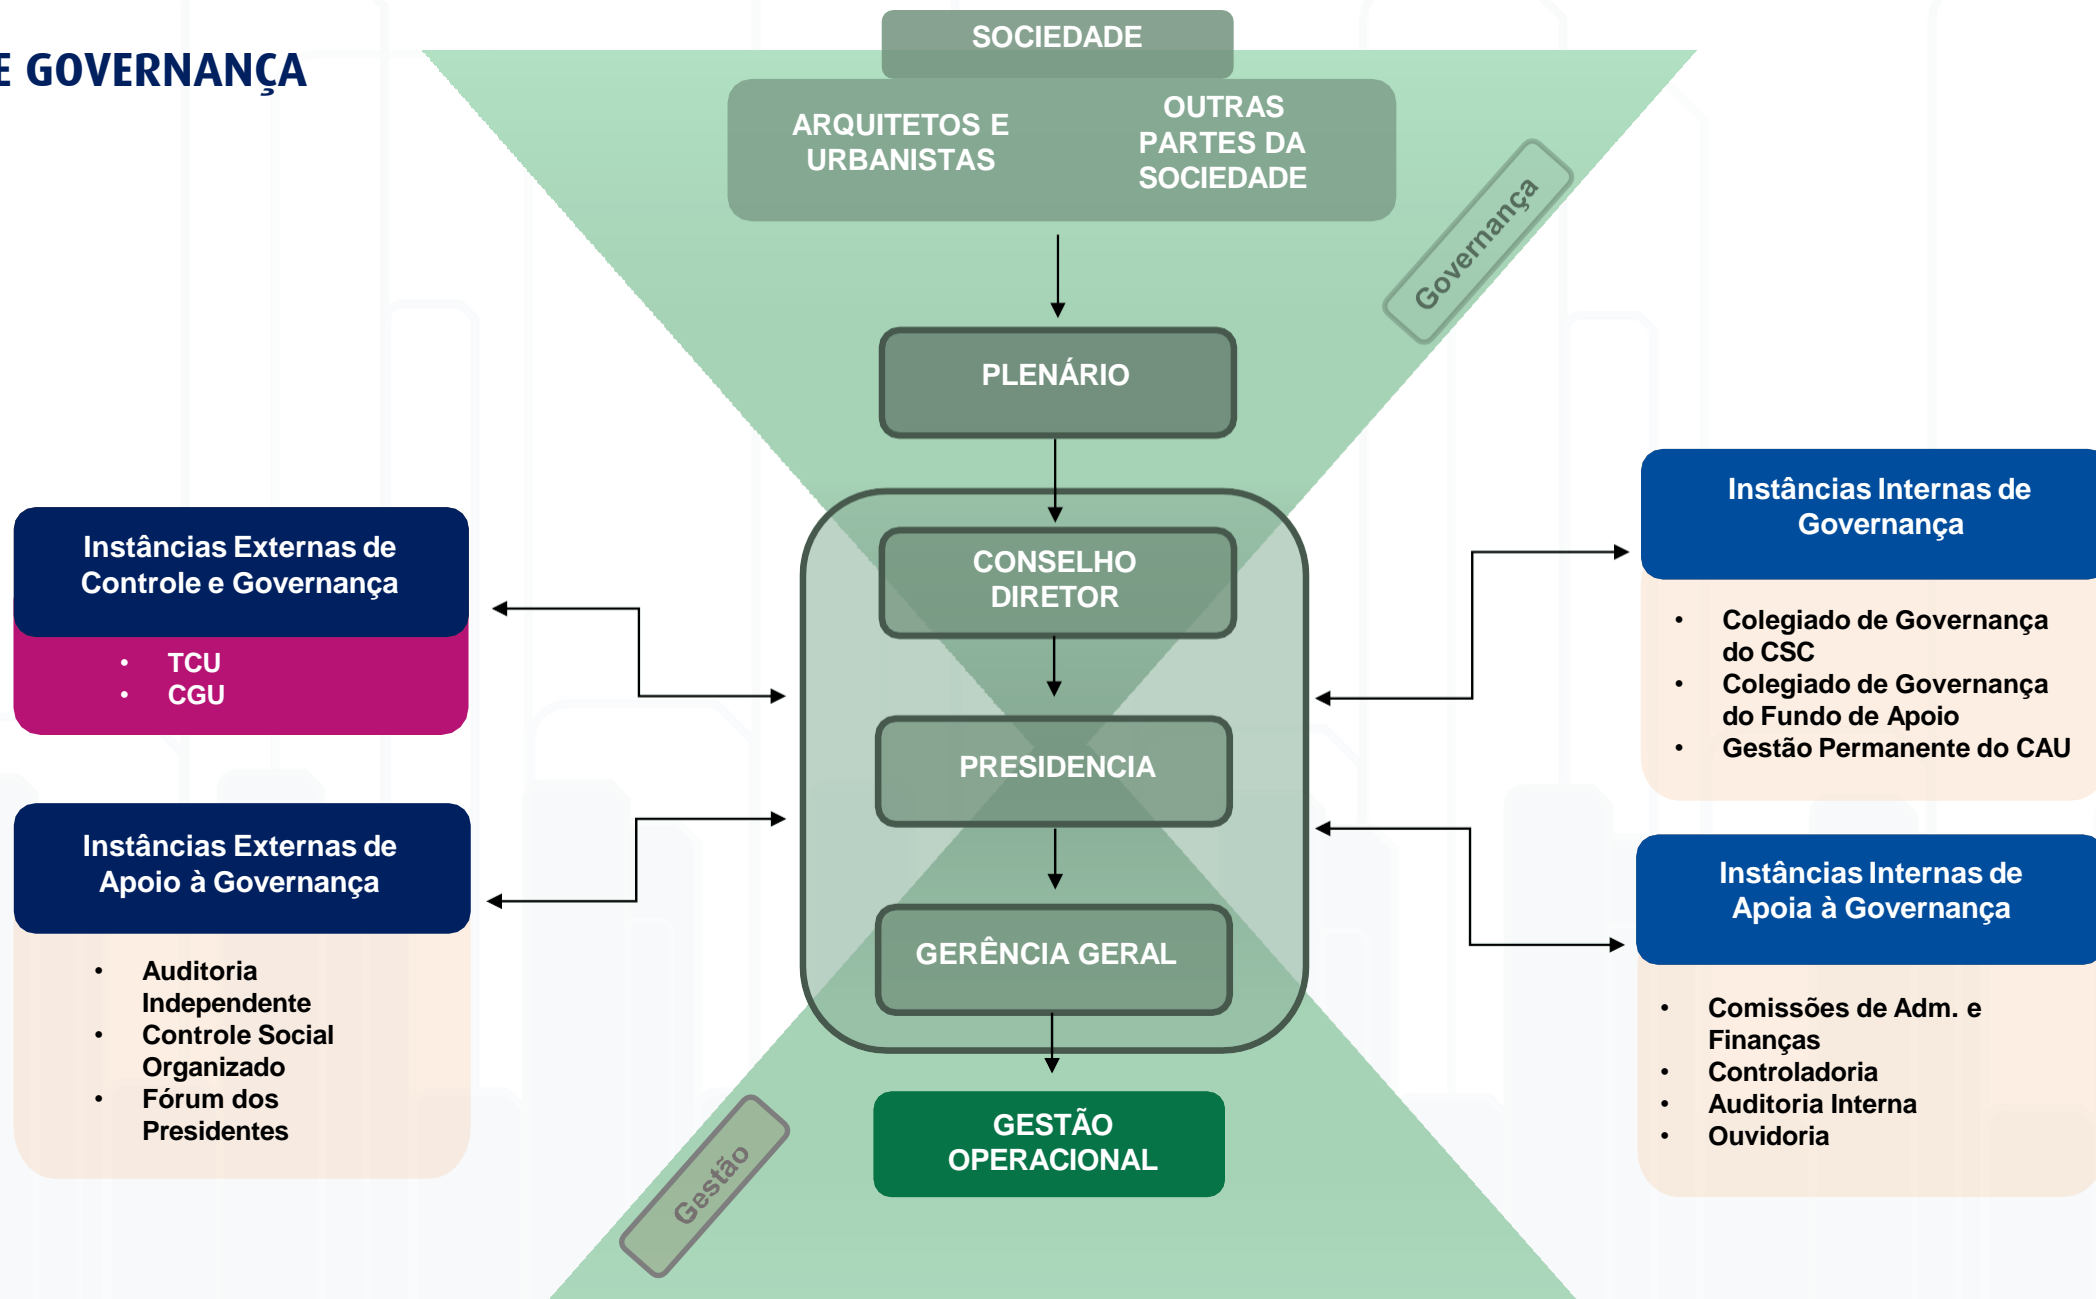 E GOVERNANÇA
SOCIEDADE
ARQUITETOS E
URBANISTAS
OUTRAS
PARTES DA
SOCIEDADE
Governança
PLENÁRIO
CONSELHO
DIRETOR
PRESIDENCIA
GERÊNCIA GERAL
GESTÃO
OPERACIONAL
Gestão
Instâncias Externas de
Controle e Governança
• TCU
• CGU
Instâncias Externas de
Apoio à Governança
• Auditoria
Independente
• Controle Social
Organizado
• Fórum dos
Presidentes
Instâncias Internas de
Governança
• Colegiado de Governança
do CSC
• Colegiado de Governança
do Fundo de Apoio
• Gestão Permanente do CAU
Instâncias Internas de
Apoia à Governança
• Comissões de Adm. e
Finanças
• Controladoria
• Auditoria Interna
• Ouvidoria